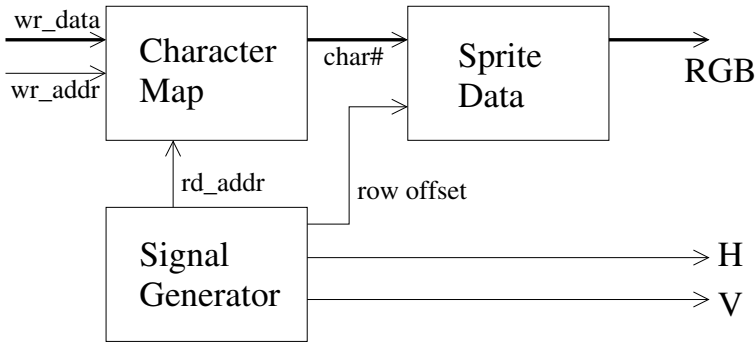 wr_data
wr_addr
Character
Map
char#
Sprite
Data
RGB
rd_addr
row offset
Signal
Generator
H
V